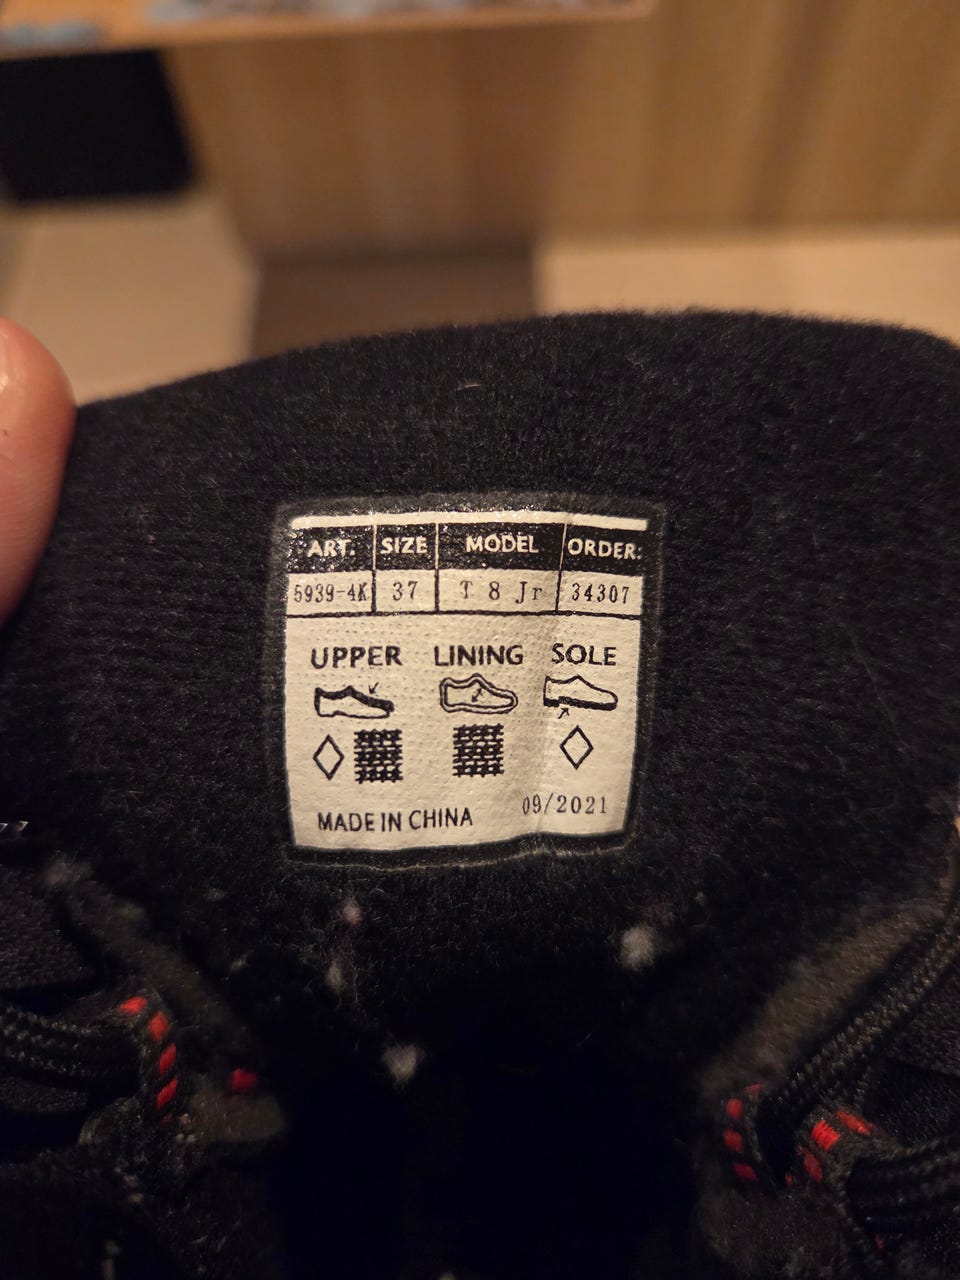 ART. SIZE MODEL ORDER:
5939-4K 37 T 8 Jr 34307
UPPER LINING SOLE
MADE IN CHINA 09/2021